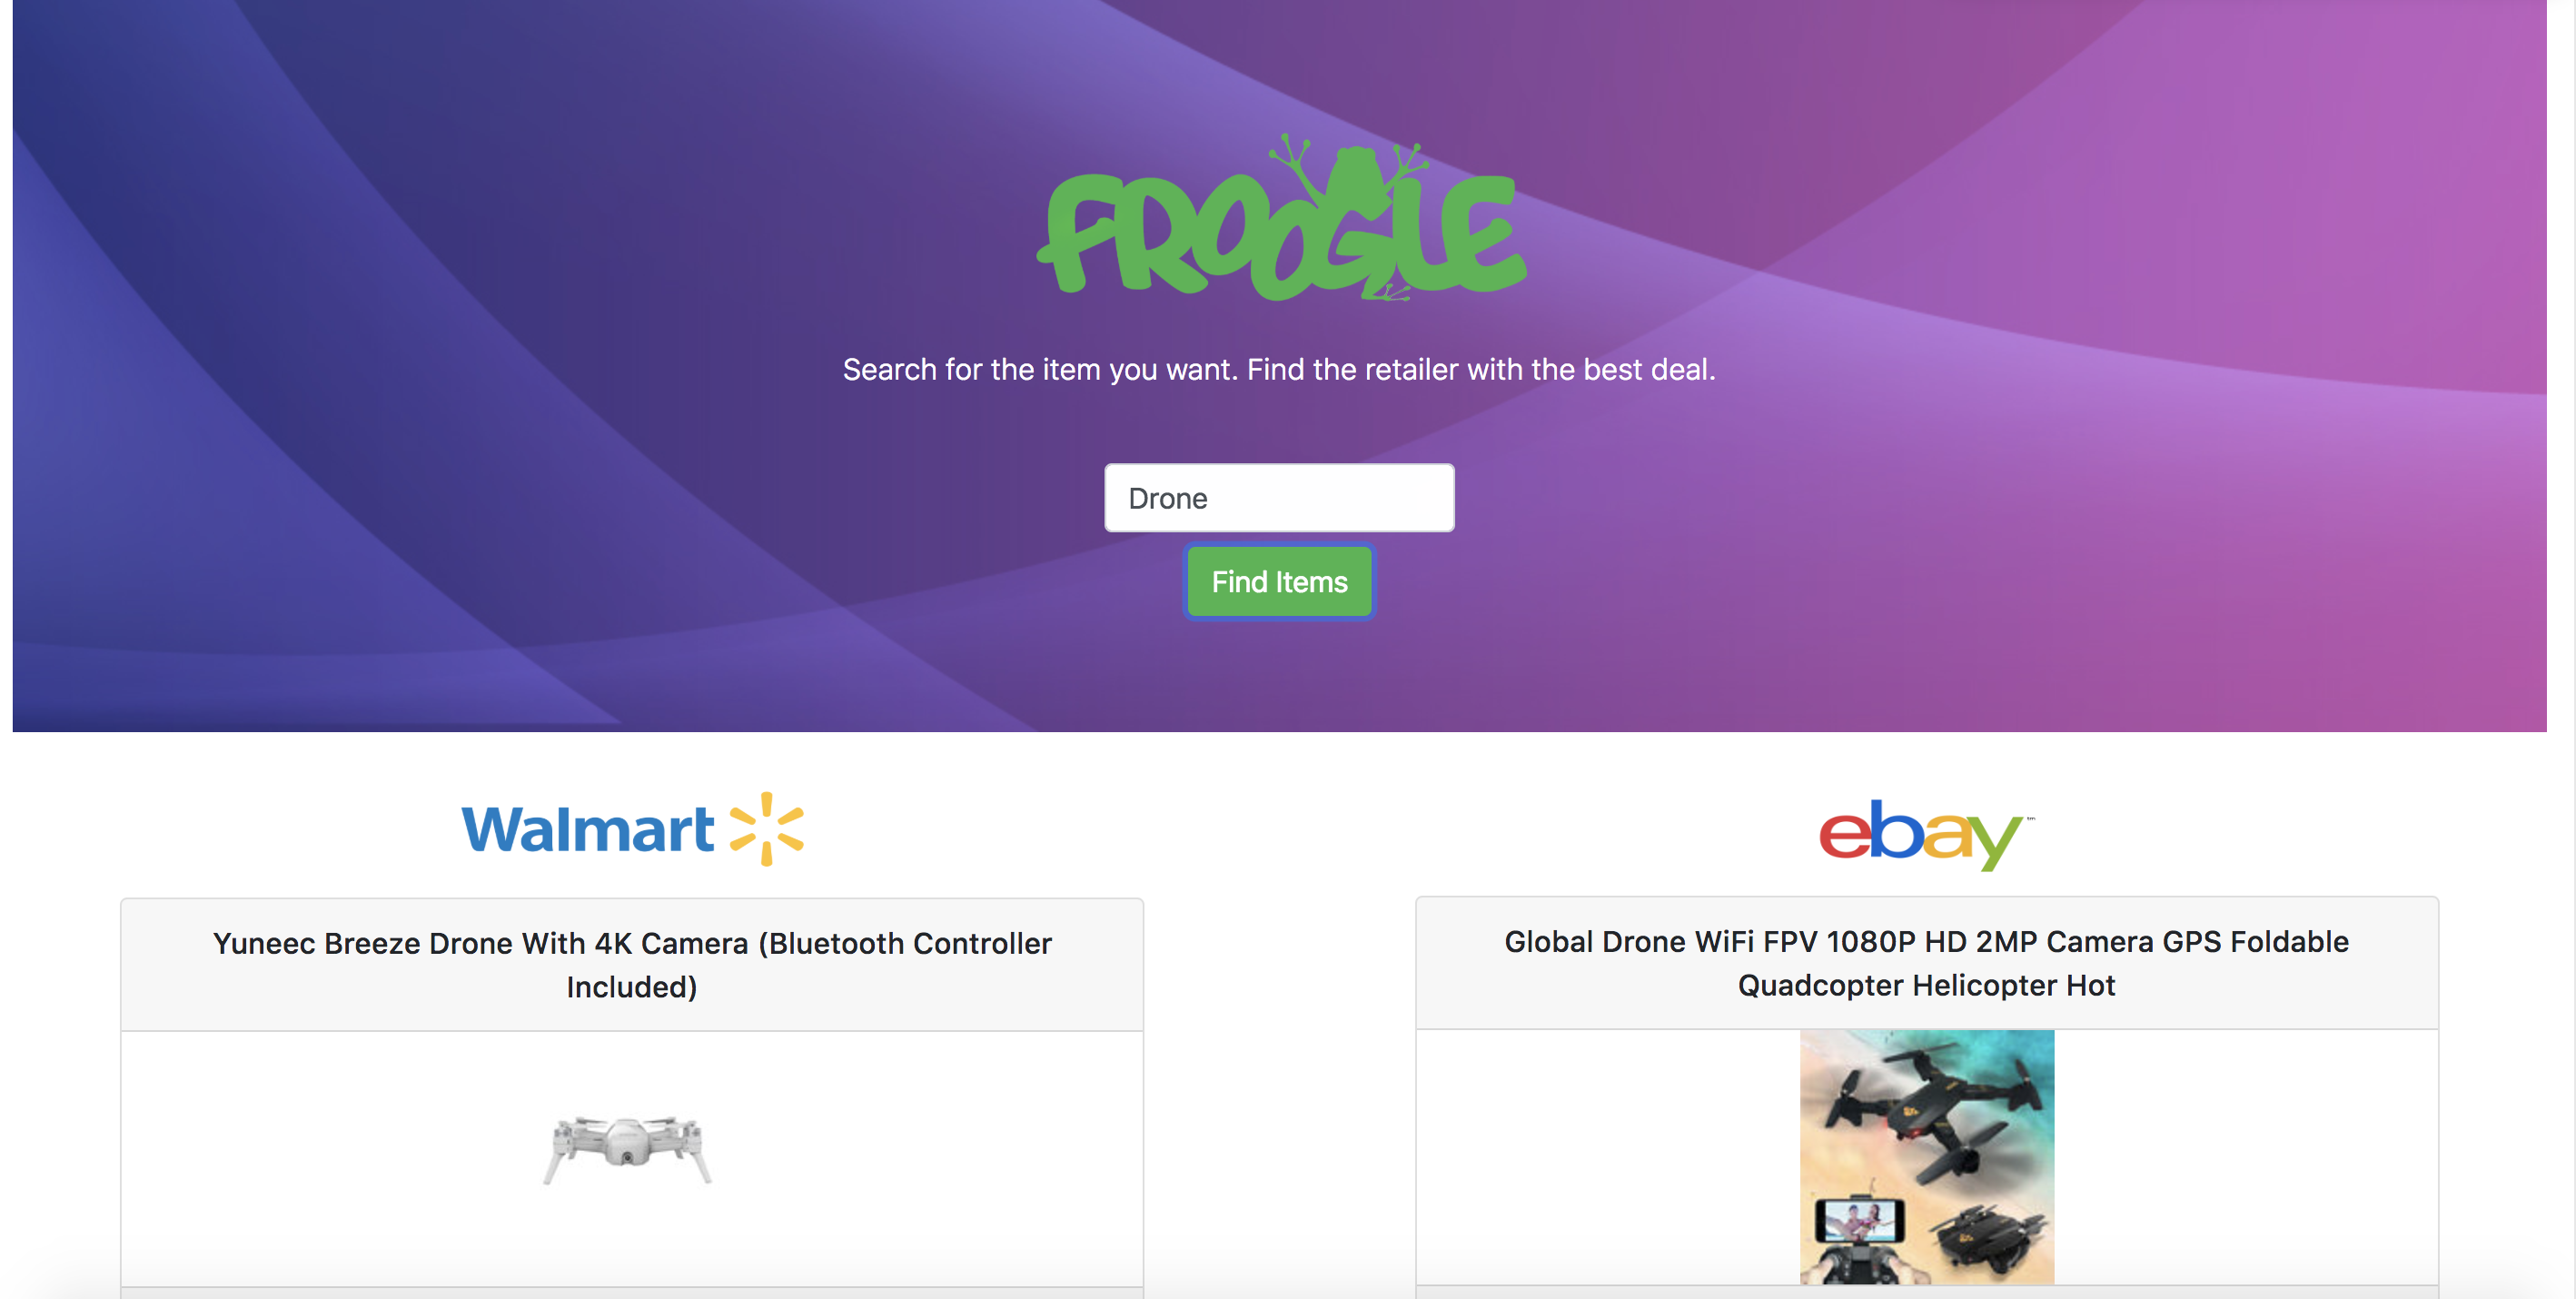 FROOGLE
Search for the item you want. Find the retailer with the best deal.
Drone
Find Items
Walmart
ebay™
Yuneec Breeze Drone With 4K Camera (Bluetooth Controller
Included)
Global Drone WiFi FPV 1080P HD 2MP Camera GPS Foldable
Quadcopter Helicopter Hot